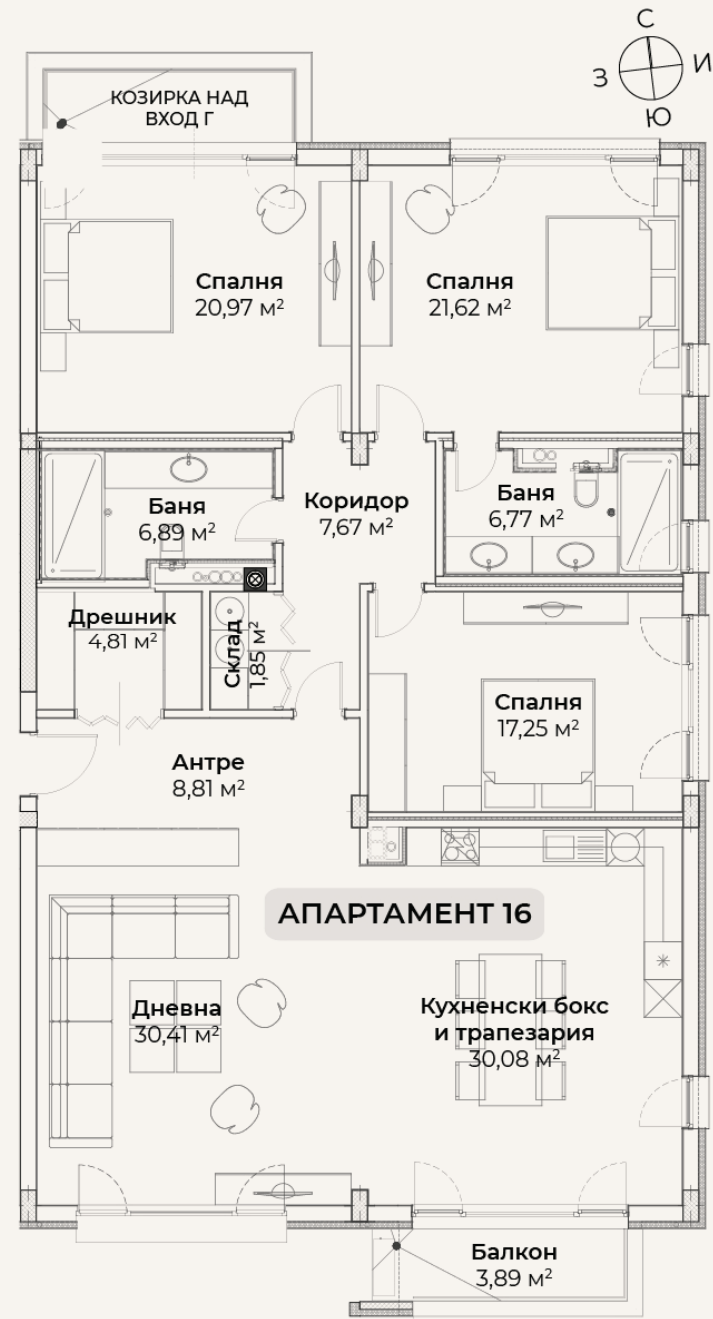 С
З
И
Ю
КОЗИРКА НАД
ВХОД Г
Спалня
20,97 м²
Спалня
21,62 м²
Баня
6,89 м²
Коридор
7,67 м²
Баня
6,77 м²
Дрешник
4,81 м²
Склад
1,85 м²
Спалня
17,25 м²
Антре
8,81 м²
АПАРТАМЕНТ 16
Дневна
30,41 м²
Кухненски бокс
и трапезария
30,08 м²
Балкон
3,89 м²